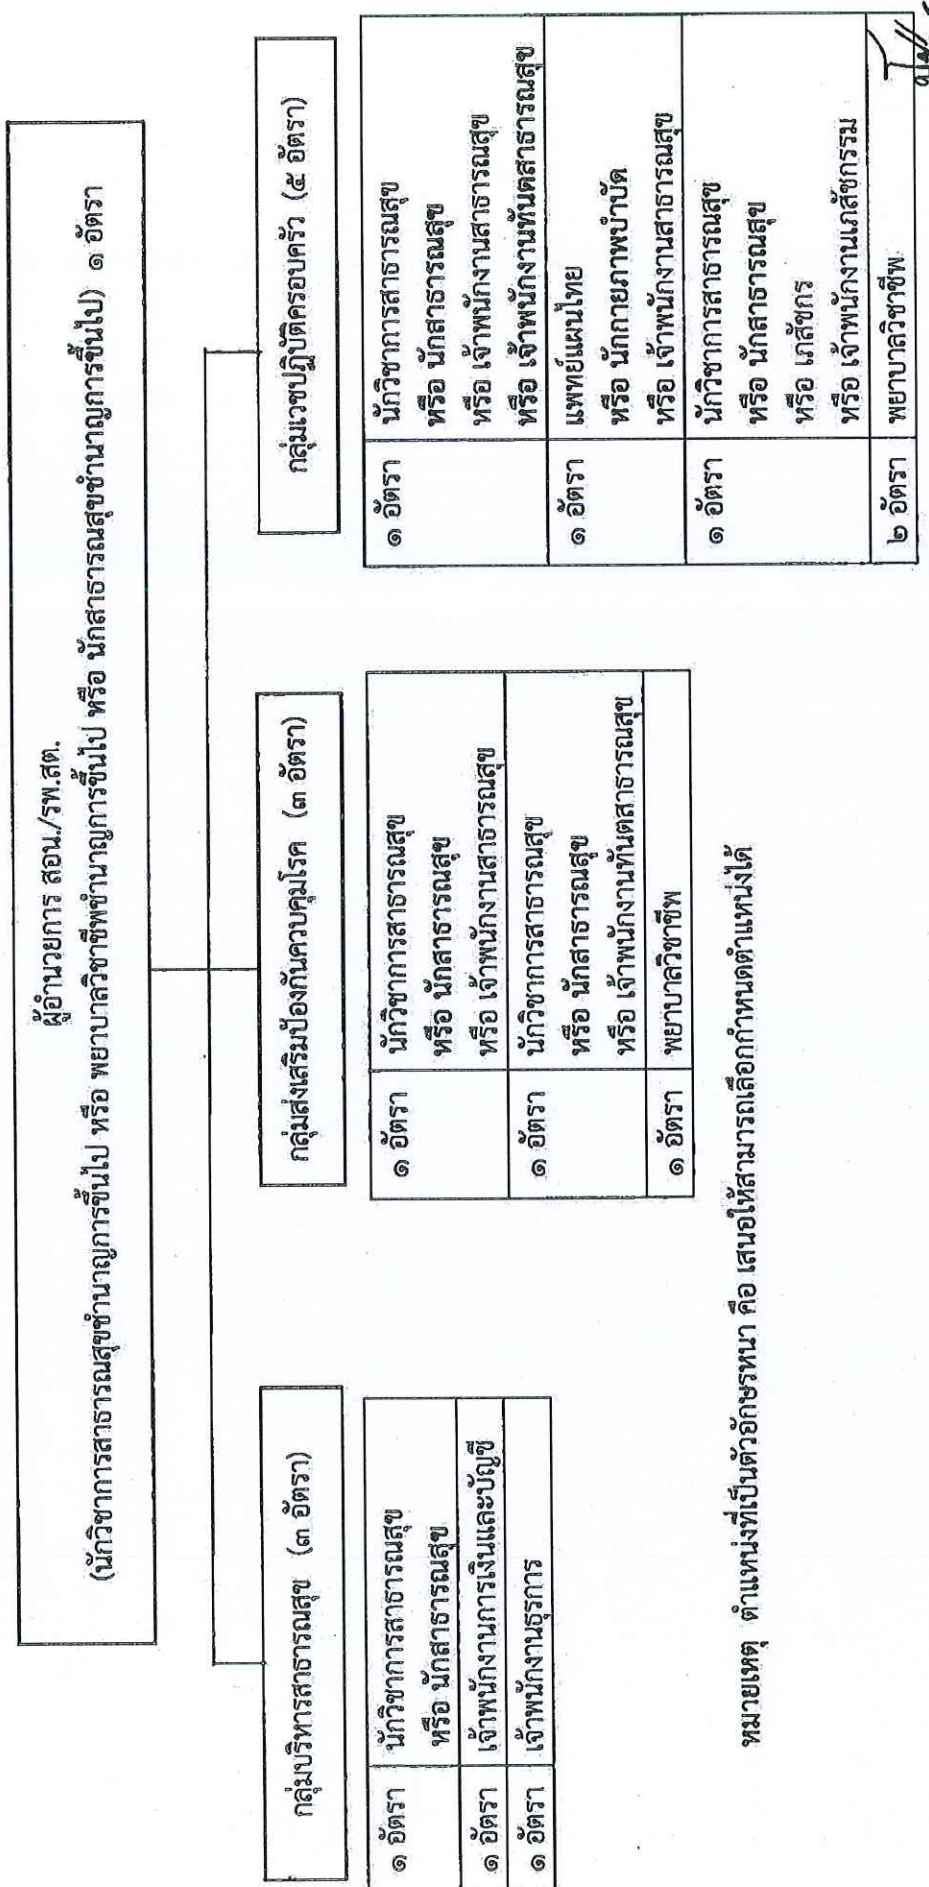 ผู้อำนวยการ สอน./รพ.สต.
(นักวิชาการสาธารณสุขชำนาญการขึ้นไป หรือ พยาบาลวิชาชีพชำนาญการขึ้นไป หรือ นักสาธารณสุขชำนาญการขึ้นไป) ๑ อัตรา
กลุ่มบริหารสาธารณสุข (๓ อัตรา)
๑ อัตรา นักวิชาการสาธารณสุข
หรือ นักสาธารณสุข
๑ อัตรา เจ้าพนักงานการเงินและบัญชี
๑ อัตรา เจ้าพนักงานธุรการ
กลุ่มส่งเสริมป้องกันควบคุมโรค (๓ อัตรา)
๑ อัตรา นักวิชาการสาธารณสุข
หรือ นักสาธารณสุข
หรือ เจ้าพนักงานสาธารณสุข
๑ อัตรา นักวิชาการสาธารณสุข
หรือ นักสาธารณสุข
หรือ เจ้าพนักงานทันตสาธารณสุข
๑ อัตรา พยาบาลวิชาชีพ
กลุ่มเวชปฏิบัติครอบครัว (๕ อัตรา)
๑ อัตรา นักวิชาการสาธารณสุข
หรือ นักสาธารณสุข
หรือ เจ้าพนักงานสาธารณสุข
หรือ เจ้าพนักงานทันตสาธารณสุข
๑ อัตรา แพทย์แผนไทย
หรือ นักกายภาพบำบัด
หรือ เจ้าพนักงานสาธารณสุข
๑ อัตรา นักวิชาการสาธารณสุข
หรือ นักสาธารณสุข
หรือ เภสัชกร
หรือ เจ้าพนักงานเภสัชกรรม
๒ อัตรา พยาบาลวิชาชีพ
หมายเหตุ ตำแหน่งที่เป็นตัวอักษรหนา คือ เสนอให้สามารถเลือกกำหนดตำแหน่งได้